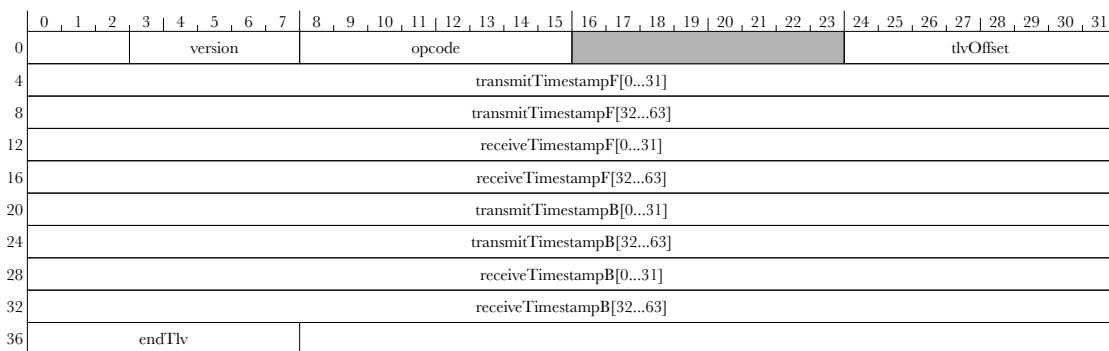 0 1 2 3 4 5 6 7 8 9 10 11 12 13 14 15 16 17 18 19 20 21 22 23 24 25 26 27 28 29 30 31
0 version opcode tlvOffset
4 transmitTimestampF[0...31]
8 transmitTimestampF[32...63]
12 receiveTimestampF[0...31]
16 receiveTimestampF[32...63]
20 transmitTimestampB[0...31]
24 transmitTimestampB[32...63]
28 receiveTimestampB[0...31]
32 receiveTimestampB[32...63]
36 endTlv